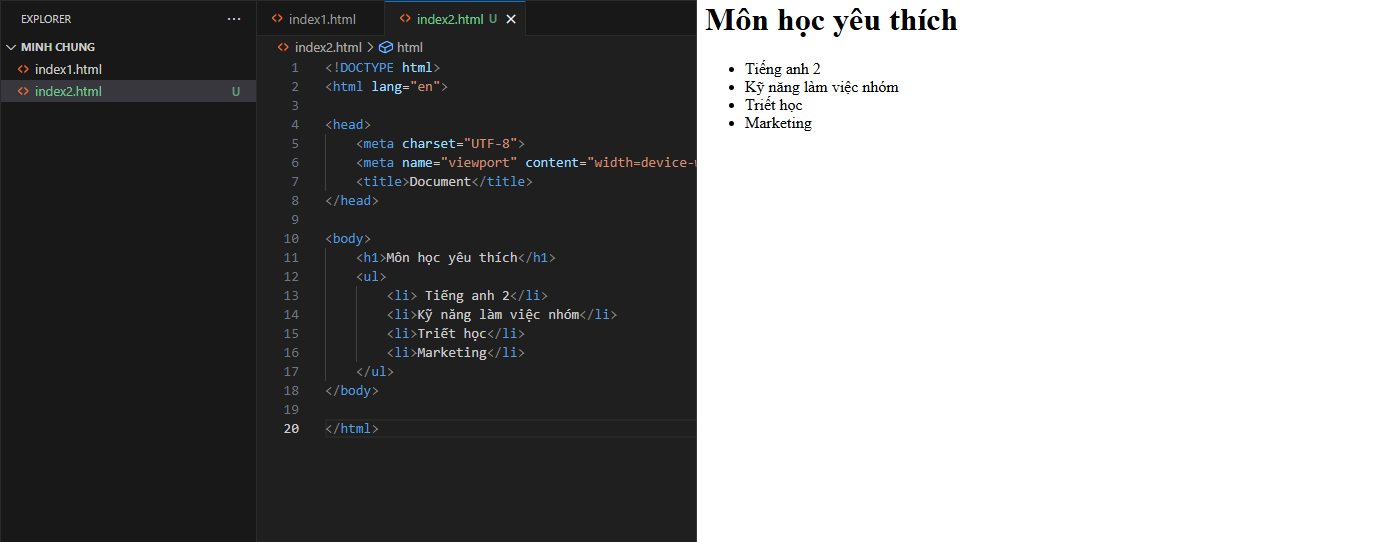 EXPLORER ...
MINH CHUNG
index1.html
index2.html U
index1.html index2.html U
index2.html > html
1 <!DOCTYPE html>
2 <html lang="en">
3
4 <head>
5 <meta charset="UTF-8">
6 <meta name="viewport" content="width=device-
7 <title>Document</title>
8 </head>
9
10 <body>
11 <h1>Môn học yêu thích</h1>
12 <ul>
13 <li> Tiếng anh 2</li>
14 <li>Kỹ năng làm việc nhóm</li>
15 <li>Triết học</li>
16 <li>Marketing</li>
17 </ul>
18 </body>
19
20 </html>
Môn học yêu thích
• Tiếng anh 2
• Kỹ năng làm việc nhóm
• Triết học
• Marketing